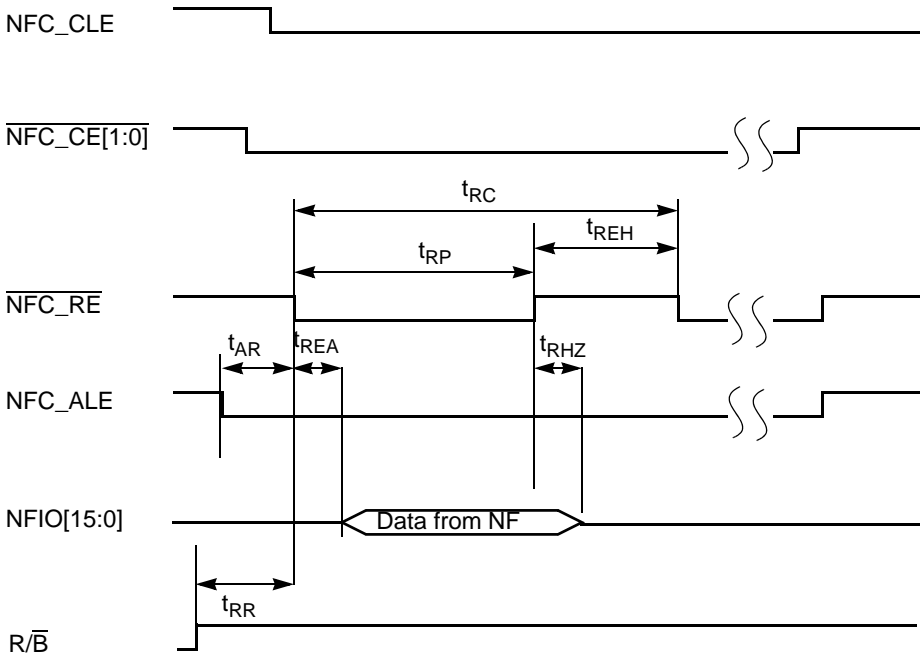 NFC_CLE
NFC_CE[1:0]
tRC
tREH
tRP
NFC_RE
tAR
tREA
tRHZ
NFC_ALE
NFIO[15:0]
Data from NF
tRR
R/B